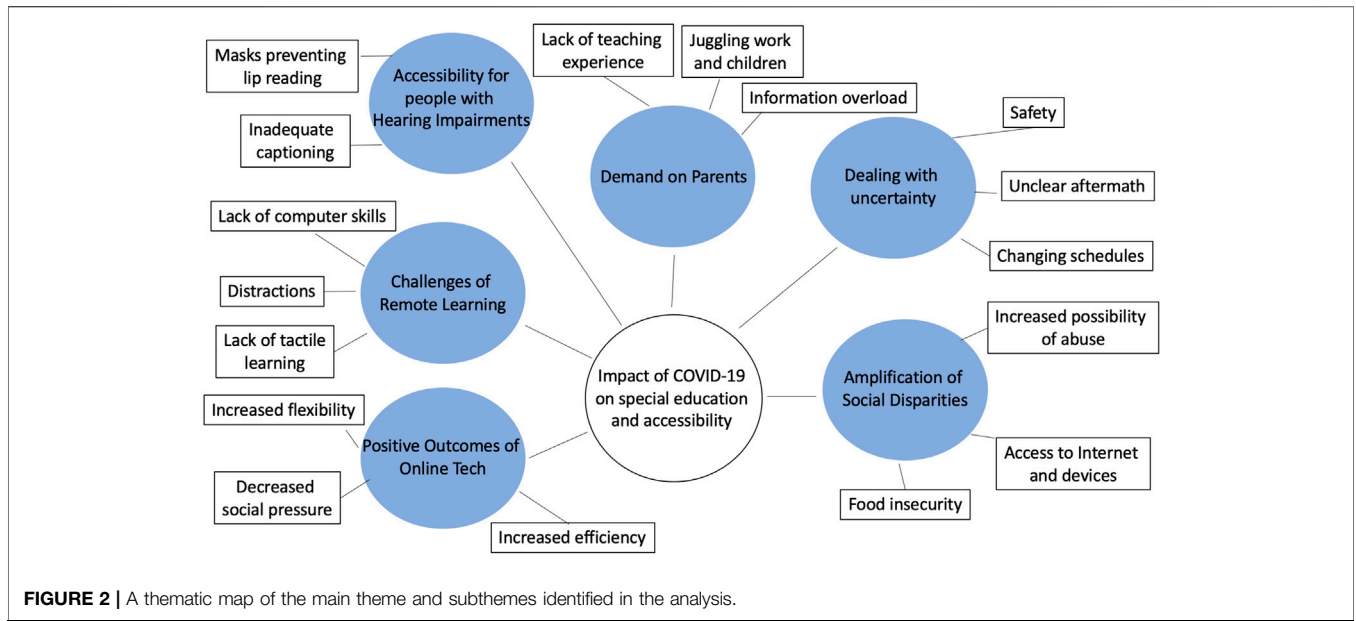 Masks preventing
lip reading
Accessibility for
people with
Hearing Impairments
Inadequate
captioning
Lack of teaching
experience
Juggling work
and children
Information overload
Demand on Parents
Safety
Dealing with
uncertainty
Unclear aftermath
Changing schedules
Lack of computer skills
Challenges of
Remote Learning
Distractions
Lack of tactile
learning
Impact of COVID-19
on special education
and accessibility
Increased possibility
of abuse
Amplification of
Social Disparities
Access to Internet
and devices
Food insecurity
Increased flexibility
Positive Outcomes of
Online Tech
Decreased
social pressure
Increased efficiency
FIGURE 2 | A thematic map of the main theme and subthemes identified in the analysis.